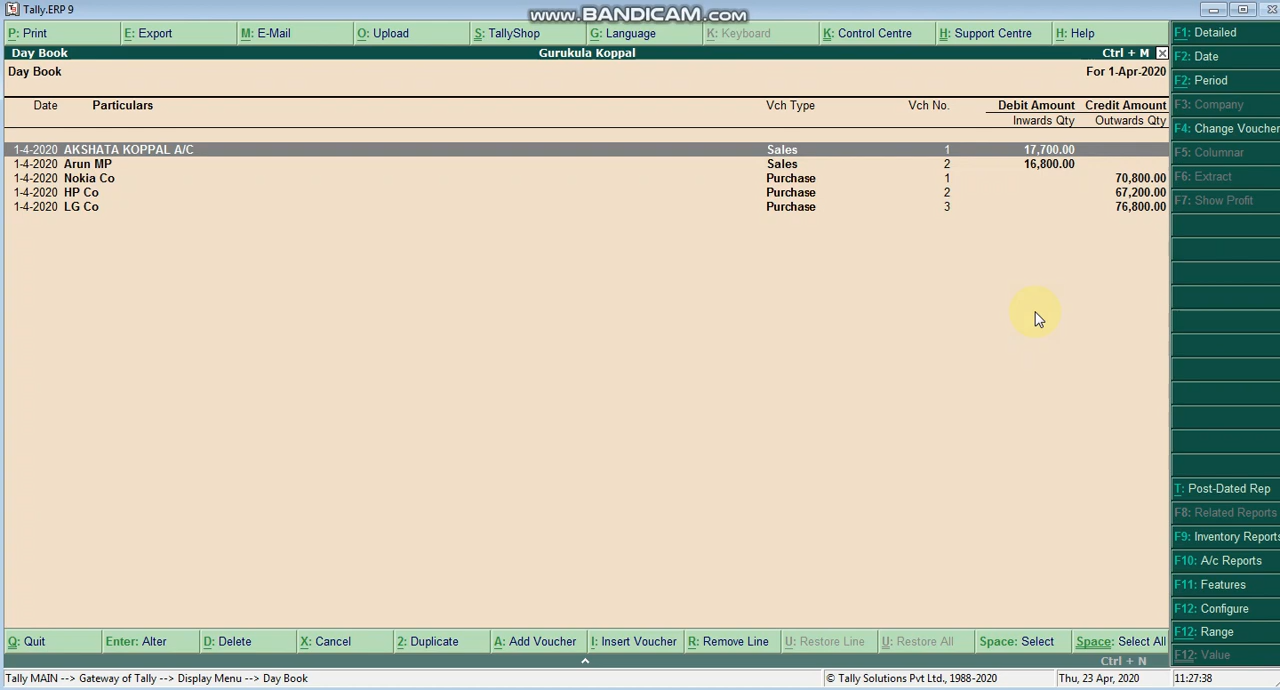 Tally.ERP 9
www.BANDICAM.com
P: Print E: Export M: E-Mail O: Upload S: TallyShop G: Language K: Keyboard K: Control Centre H: Support Centre H: Help
Day Book Gurukula Koppal Ctrl + M
Day Book For 1-Apr-2020
Date Particulars Vch Type Vch No. Debit Amount Credit Amount
Inwards Qty Outwards Qty
1-4-2020 AKSHATA KOPPAL A/C Sales 1 17,700.00
1-4-2020 Arun MP Sales 2 16,800.00
1-4-2020 Nokia Co Purchase 1 70,800.00
1-4-2020 HP Co Purchase 2 67,200.00
1-4-2020 LG Co Purchase 3 76,800.00
F1: Detailed
F2: Date
F2: Period
F3: Company
F4: Change Voucher
F5: Columnar
F6: Extract
F7: Show Profit
T: Post-Dated Rep
F8: Related Reports
F9: Inventory Reports
F10: A/c Reports
F11: Features
F12: Configure
F12: Range
F12: Value
Q: Quit Enter: Alter D: Delete X: Cancel 2: Duplicate A: Add Voucher I: Insert Voucher R: Remove Line U: Restore Line U: Restore All Space: Select Space: Select All
Ctrl + N
Tally MAIN --> Gateway of Tally --> Display Menu --> Day Book © Tally Solutions Pvt Ltd., 1988-2020 Thu, 23 Apr, 2020 11:27:38